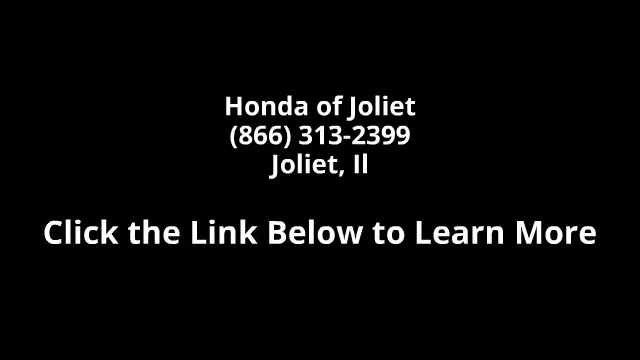 Honda of Joliet
(866) 313-2399
Joliet, Il
Click the Link Below to Learn More